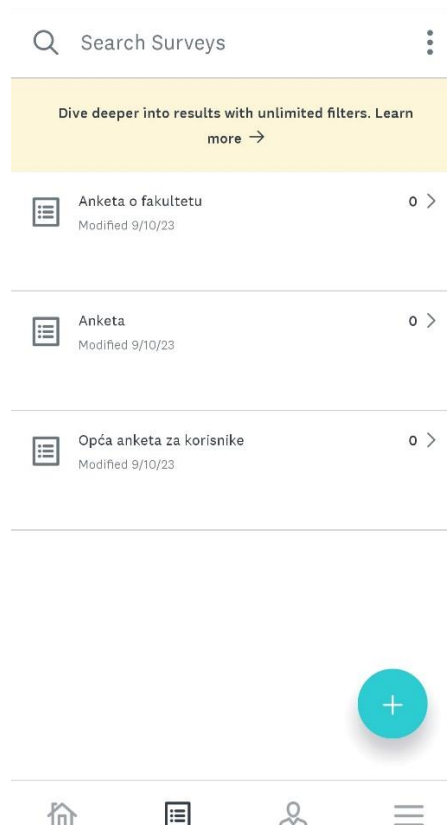 Search Surveys
Dive deeper into results with unlimited filters. Learn
more →
Anketa o fakultetu
0
Modified 9/10/23
Anketa
0
Modified 9/10/23
Opća anketa za korisnike
0
Modified 9/10/23